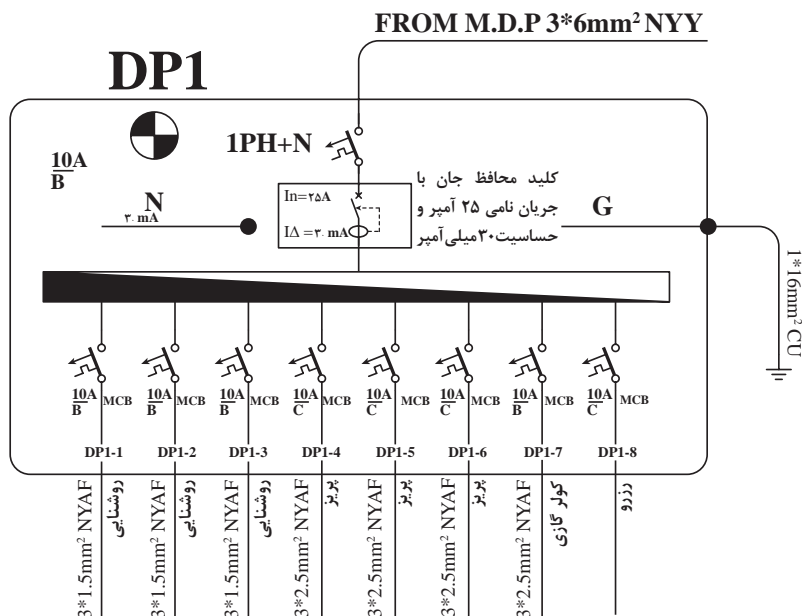 FROM M.D.P 3*6mm² NYY
DP1
1PH+N
10A
B
N
۳۰ mA
In=۲۵A
IΔ =۳۰ mA
کلید محافظ جان با
جریان نامی ۲۵ آمپر و
حساسیت۳۰میلی‌آمپر
G
1*16mm² CU
10A
B
MCB
10A
B
MCB
10A
B
MCB
10A
C
MCB
10A
C
MCB
10A
C
MCB
10A
B
MCB
10A
C
MCB
DP1-1
DP1-2
DP1-3
DP1-4
DP1-5
DP1-6
DP1-7
DP1-8
3*1.5mm² NYAF
روشنایی
3*1.5mm² NYAF
روشنایی
3*1.5mm² NYAF
روشنایی
3*2.5mm² NYAF
پریز
3*2.5mm² NYAF
پریز
3*2.5mm² NYAF
پریز
3*2.5mm² NYAF
کولر گازی
رزرو